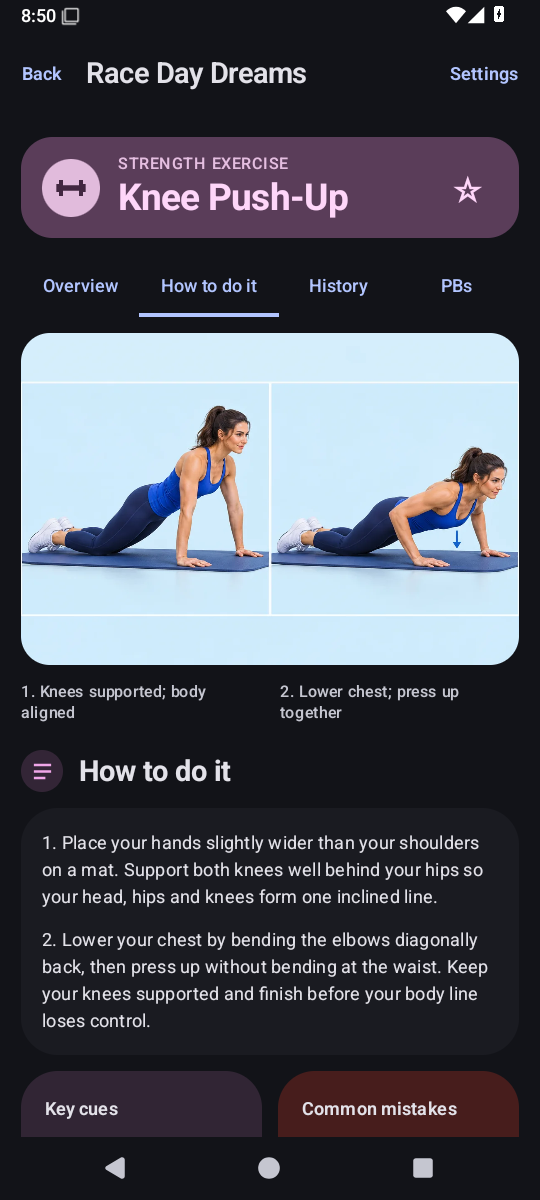 8:50
Back Race Day Dreams Settings
STRENGTH EXERCISE
Knee Push-Up
Overview How to do it History PBs
1. Knees supported; body
aligned
2. Lower chest; press up
together
How to do it
1. Place your hands slightly wider than your shoulders
on a mat. Support both knees well behind your hips so
your head, hips and knees form one inclined line.
2. Lower your chest by bending the elbows diagonally
back, then press up without bending at the waist. Keep
your knees supported and finish before your body line
loses control.
Key cues
Common mistakes